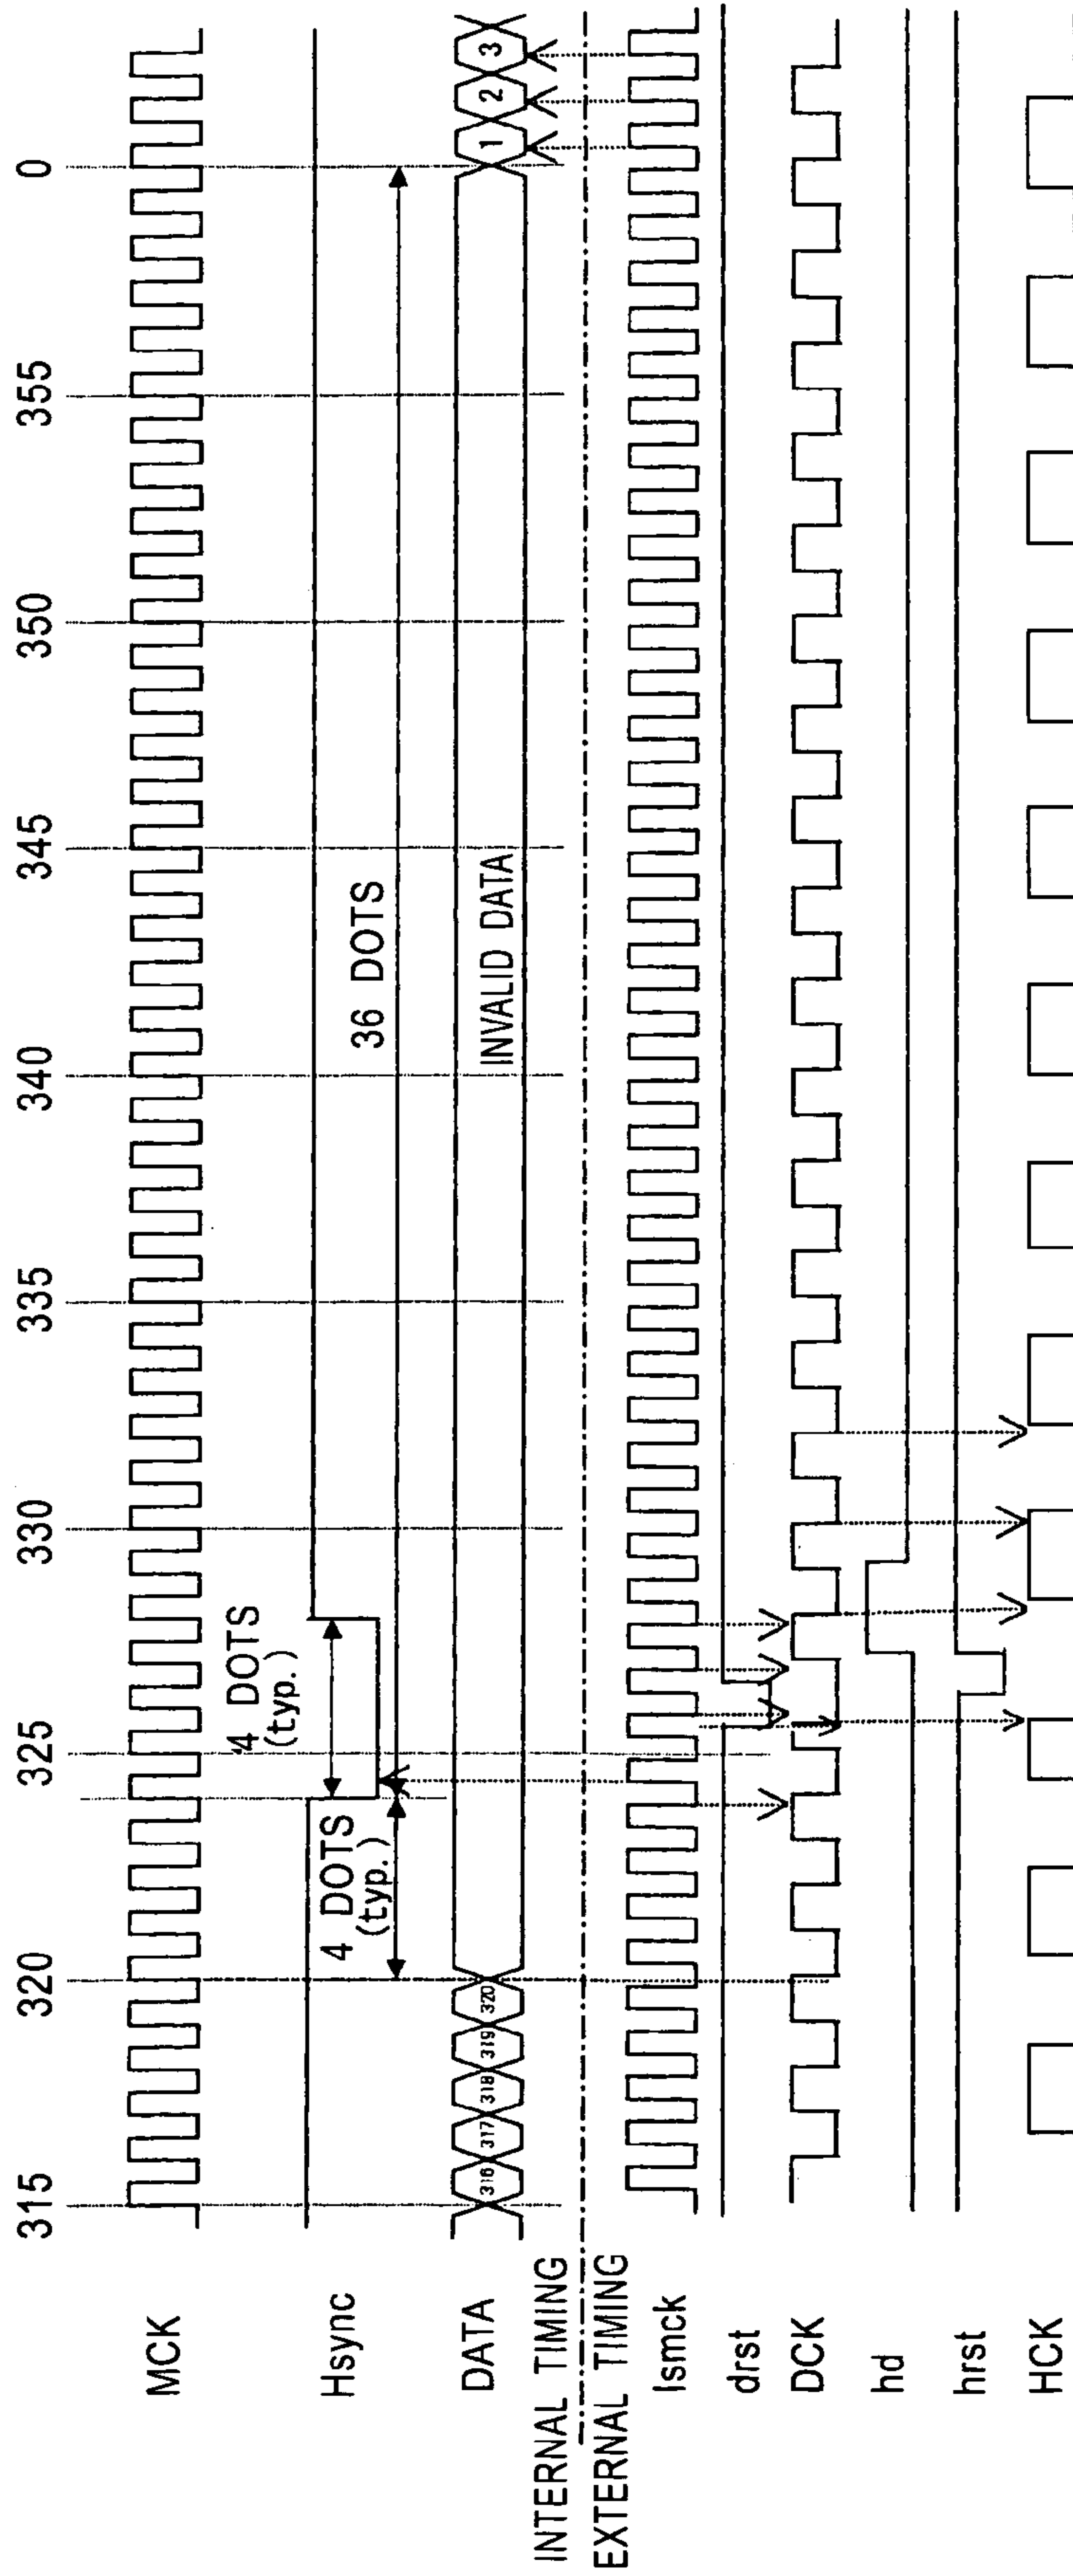 315 320 325 330 335 340 345 350 355 0
MCK
Hsync
4 DOTS
(typ.)
4 DOTS
(typ.)
36 DOTS
DATA
316 317 318 319 320 INVALID DATA 1 2 3
INTERNAL TIMING
EXTERNAL TIMING
lsmck
drst
DCK
hd
hrst
HCK